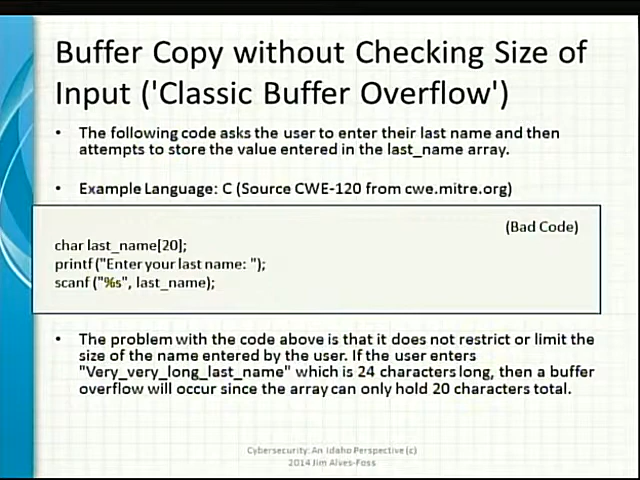 Buffer Copy without Checking Size of
Input ('Classic Buffer Overflow')
• The following code asks the user to enter their last name and then
attempts to store the value entered in the last_name array.
• Example Language: C (Source CWE-120 from cwe.mitre.org)
(Bad Code)
char last_name[20];
printf ("Enter your last name: ");
scanf ("%s", last_name);
• The problem with the code above is that it does not restrict or limit the
size of the name entered by the user. If the user enters
"Very_very_long_last_name" which is 24 characters long, then a buffer
overflow will occur since the array can only hold 20 characters total.
Cybersecurity: An Idaho Perspective (c)
2014 Jim Alves-Foss